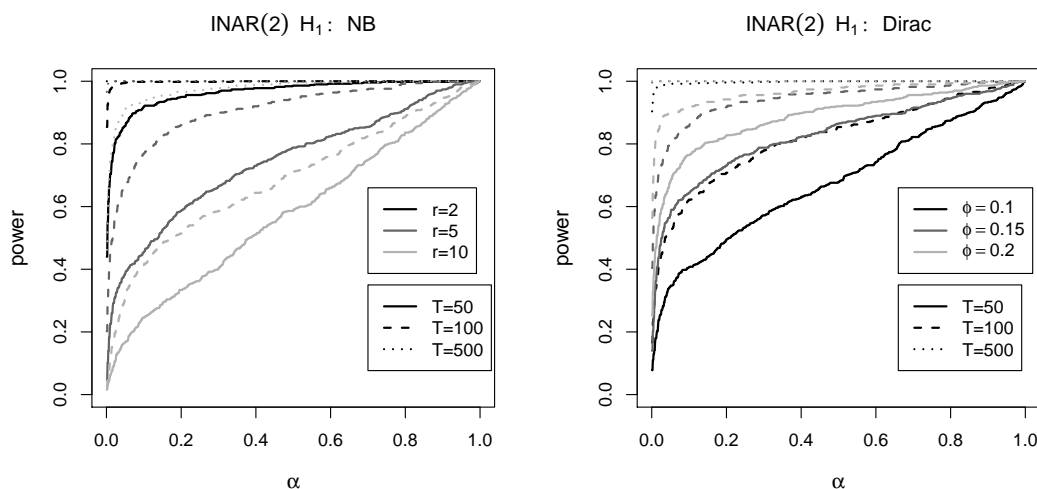 INAR(2) H₁: NB
power
1.0
0.8
0.6
0.4
0.2
0.0
r=2
r=5
r=10
T=50
T=100
T=500
0.0 0.2 0.4 0.6 0.8 1.0
α
INAR(2) H₁: Dirac
power
1.0
0.8
0.6
0.4
0.2
0.0
ϕ = 0.1
ϕ = 0.15
ϕ = 0.2
T=50
T=100
T=500
0.0 0.2 0.4 0.6 0.8 1.0
α